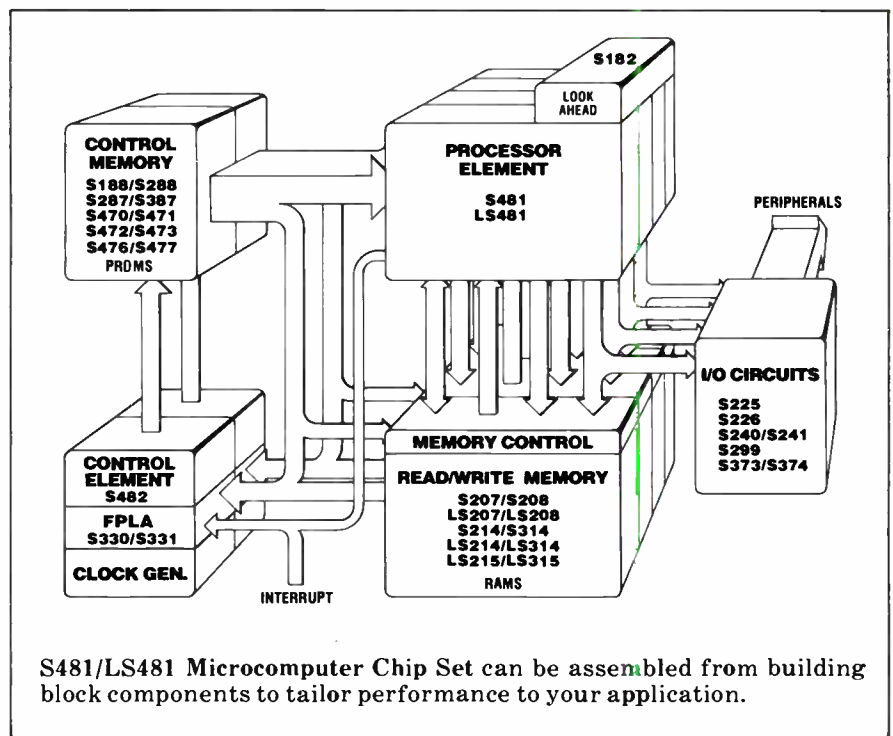 S182
LOOK
AHEAD
CONTROL
MEMORY
S188/S288
S287/S387
S470/S471
S472/S473
S476/S477
PROMS
PROCESSOR
ELEMENT
S481
LS481
PERIPHERALS
I/O CIRCUITS
S225
S226
S240/S241
S299
S373/S374
CONTROL
ELEMENT
S482
FPLA
S330/S331
CLOCK GEN.
INTERRUPT
MEMORY CONTROL
READ/WRITE MEMORY
S207/S208
LS207/LS208
S214/S314
LS214/LS314
LS215/LS315
RAMS
S481/LS481 Microcomputer Chip Set can be assembled from building
block components to tailor performance to your application.